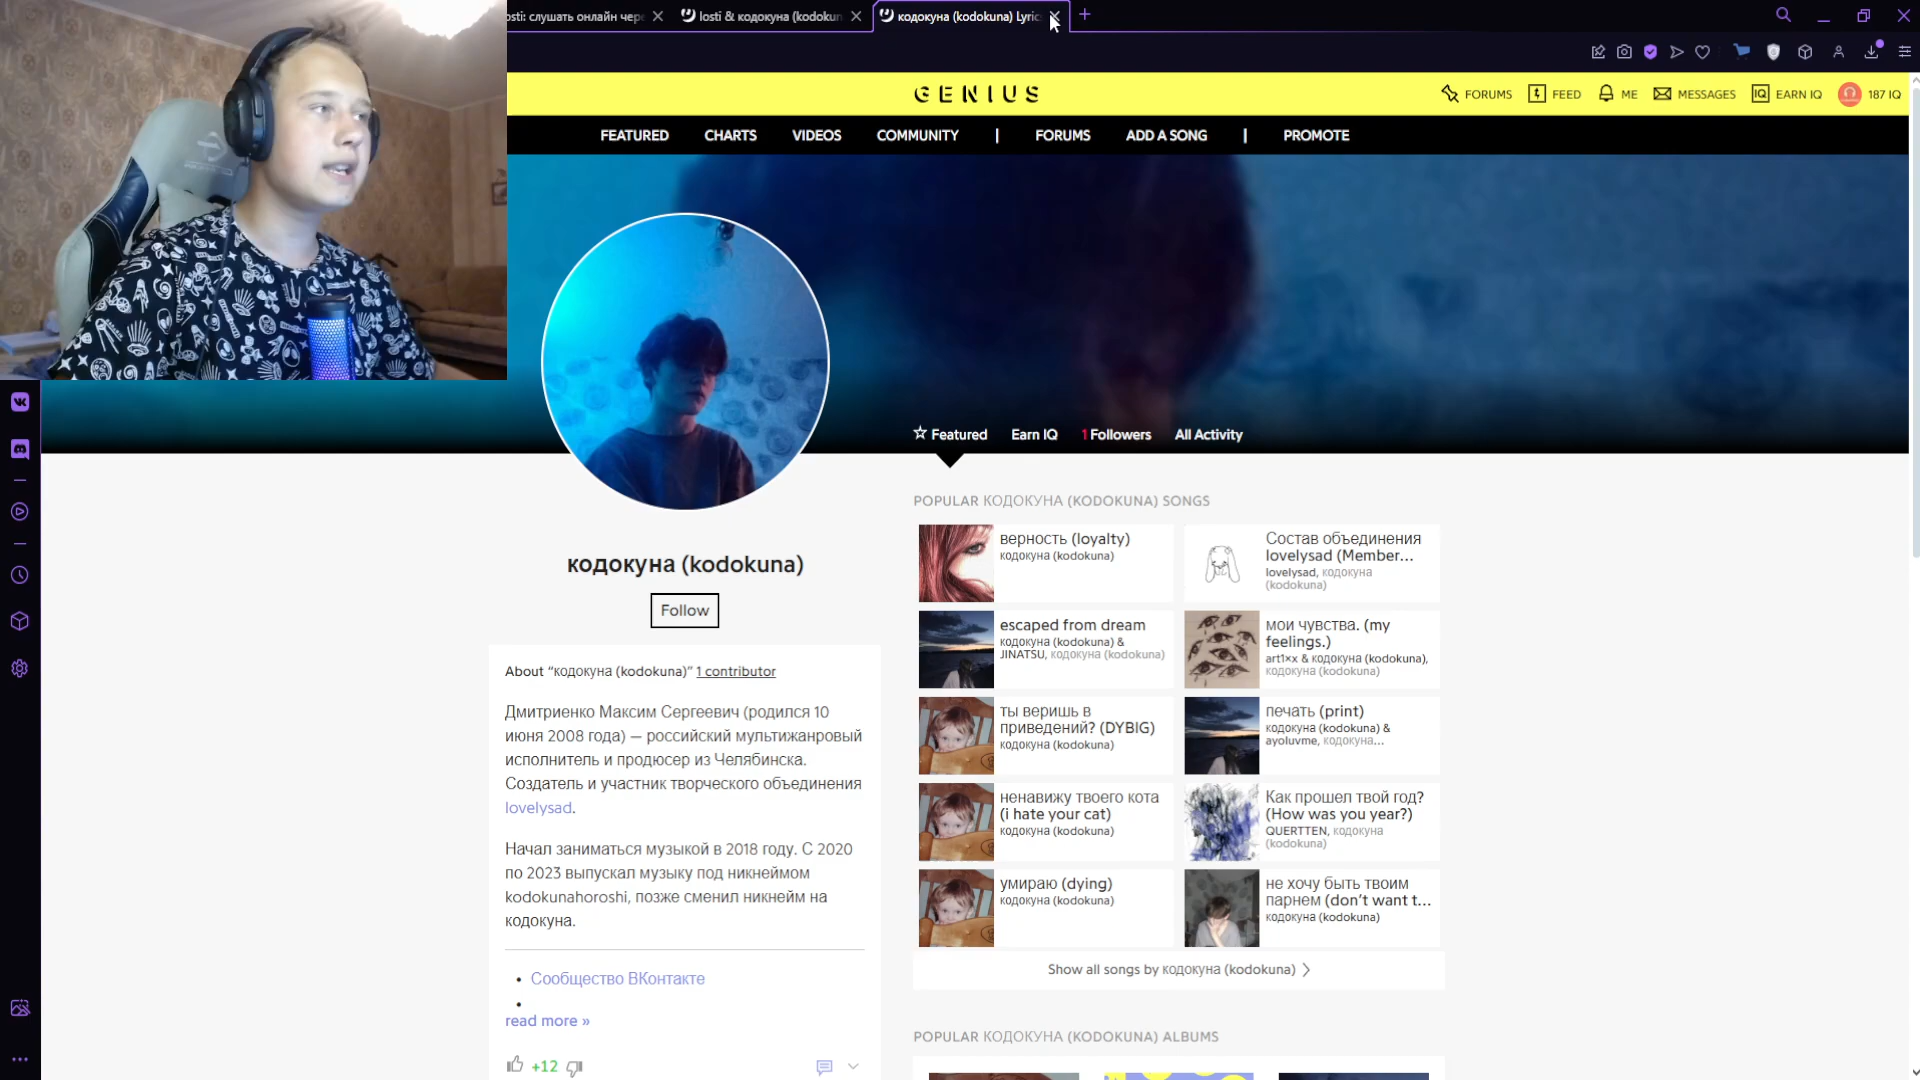 osti: слушать онлайн чере
losti & кодокуна (kodokun
кодокуна (kodokuna) Lyric
GENIUS
FORUMS
FEED
ME
MESSAGES
IQ EARN IQ
187 IQ
FEATURED
CHARTS
VIDEOS
COMMUNITY
|
FORUMS
ADD A SONG
|
PROMOTE
Featured
Earn IQ
1 Followers
All Activity
кодокуна (kodokuna)
Follow
About “кодокуна (kodokuna)” 1 contributor
Дмитриенко Максим Сергеевич (родился 10
июня 2008 года) — российский мультижанровый
исполнитель и продюсер из Челябинска.
Создатель и участник творческого объединения
lovelysad.
Начал заниматься музыкой в 2018 году. С 2020
по 2023 выпускал музыку под никнеймом
kodokunahoroshi, позже сменил никнейм на
кодокуна.
• Сообщество ВКонтакте
•
read more »
+12
POPULAR КОДОКУНА (KODOKUNA) SONGS
верность (loyalty)
кодокуна (kodokuna)
Состав объединения
lovelysad (Member...
lovelysad, кодокуна
(kodokuna)
escaped from dream
кодокуна (kodokuna) &
JINATSU, кодокуна (kodokuna)
мои чувства. (my
feelings.)
art1×x & кодокуна (kodokuna),
кодокуна (kodokuna)
ты веришь в
приведений? (DYBIG)
кодокуна (kodokuna)
печать (print)
кодокуна (kodokuna) &
ayoluvme, кодокуна...
ненавижу твоего кота
(i hate your cat)
кодокуна (kodokuna)
Как прошел твой год?
(How was you year?)
QUERTTEN, кодокуна
(kodokuna)
умираю (dying)
кодокуна (kodokuna)
не хочу быть твоим
парнем (don’t want t...
кодокуна (kodokuna)
Show all songs by кодокуна (kodokuna)
POPULAR КОДОКУНА (KODOKUNA) ALBUMS